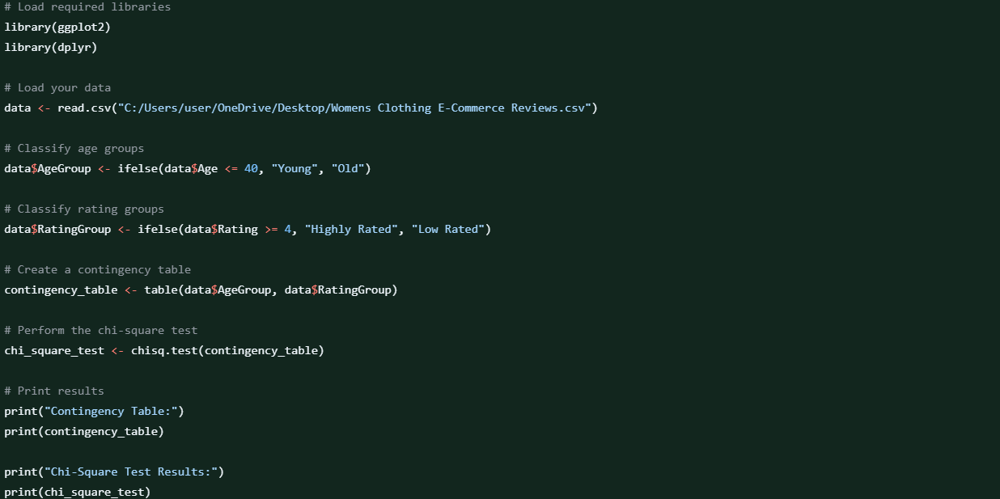 # Load required libraries
library(ggplot2)
library(dplyr)
# Load your data
data <- read.csv("C:/Users/user/OneDrive/Desktop/Womens Clothing E-Commerce Reviews.csv")
# Classify age groups
data$AgeGroup <- ifelse(data$Age <= 40, "Young", "Old")
# Classify rating groups
data$RatingGroup <- ifelse(data$Rating >= 4, "Highly Rated", "Low Rated")
# Create a contingency table
contingency_table <- table(data$AgeGroup, data$RatingGroup)
# Perform the chi-square test
chi_square_test <- chisq.test(contingency_table)
# Print results
print("Contingency Table:")
print(contingency_table)
print("Chi-Square Test Results:")
print(chi_square_test)